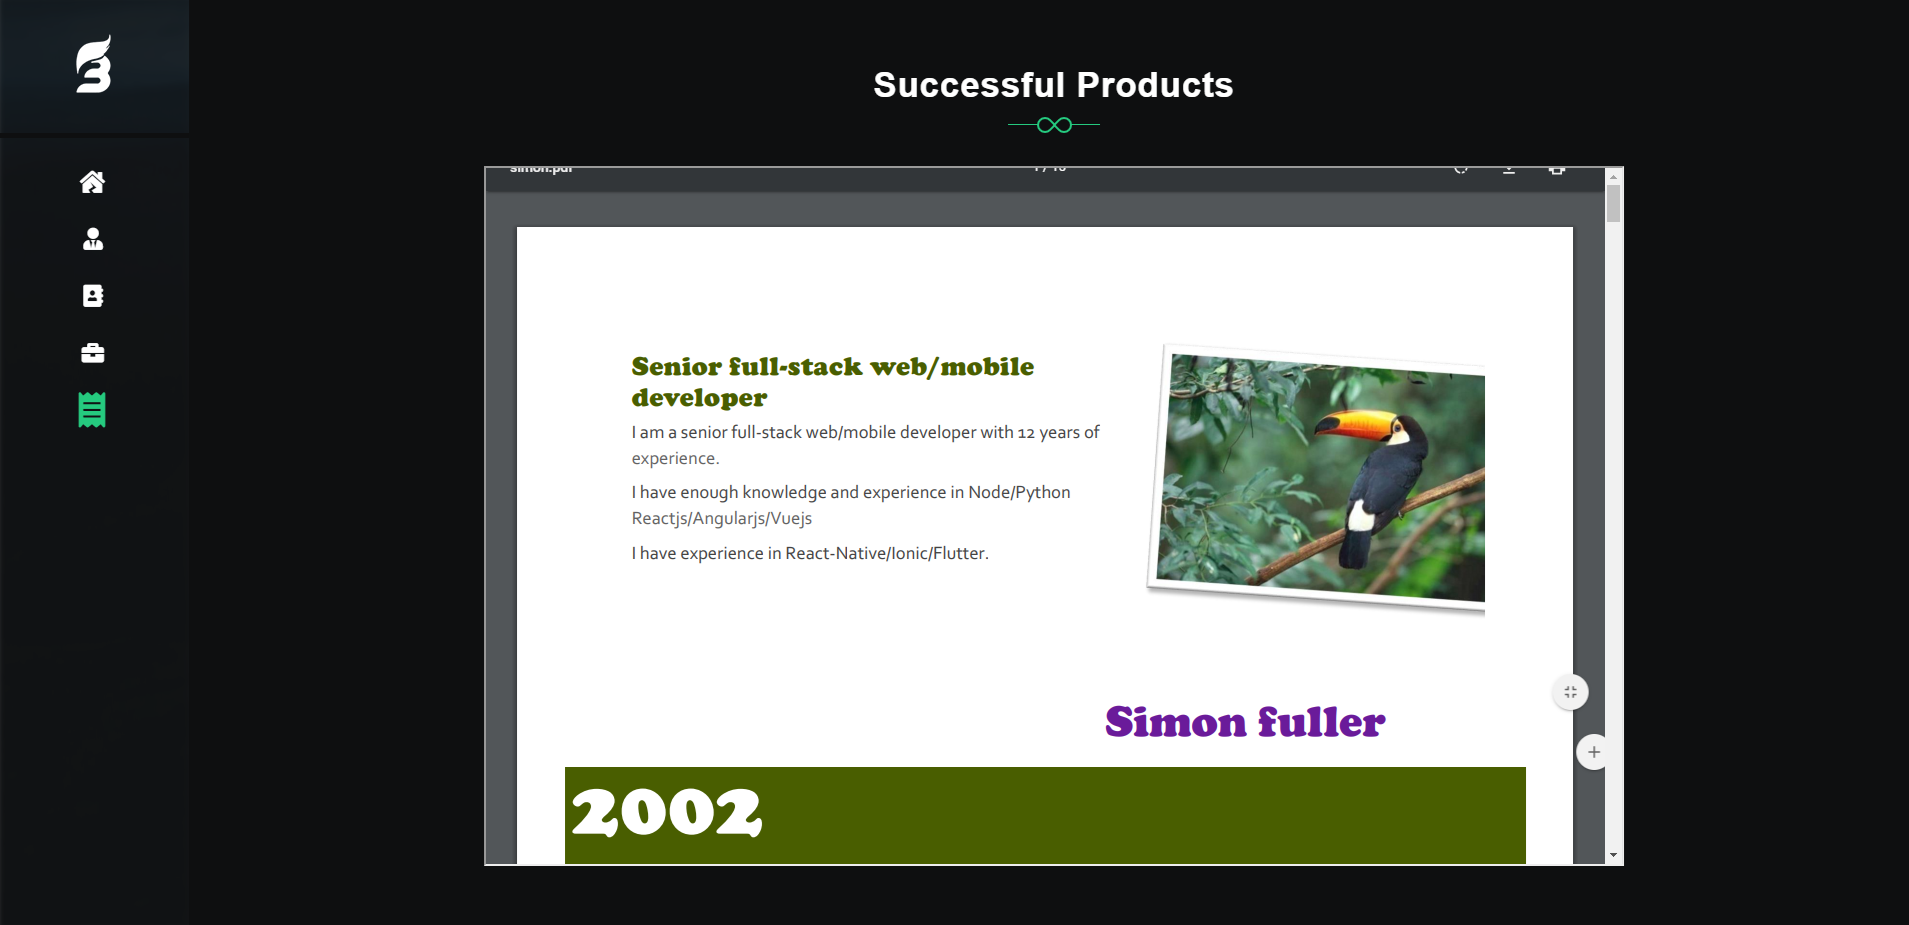 Successful Products
simon.pdf
Senior full-stack web/mobile
developer
I am a senior full-stack web/mobile developer with 12 years of
experience.
I have enough knowledge and experience in Node/Python
Reactjs/Angularjs/Vuejs
I have experience in React-Native/Ionic/Flutter.
Simon fuller
2002